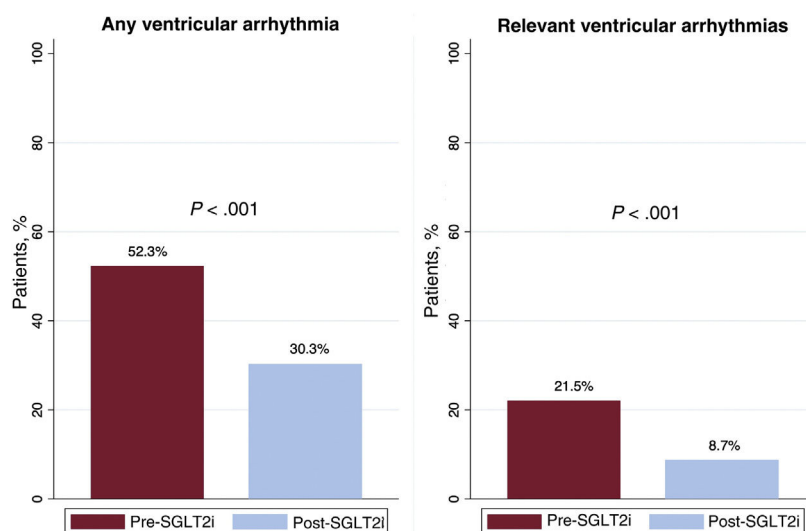 Any ventricular arrhythmia
Patients, %
100
80
60
40
20
0
P < .001
52.3%
30.3%
Pre-SGLT2i
Post-SGLT2i
Relevant ventricular arrhythmias
Patients, %
100
80
60
40
20
0
P < .001
21.5%
8.7%
Pre-SGLT2i
Post-SGLT2i